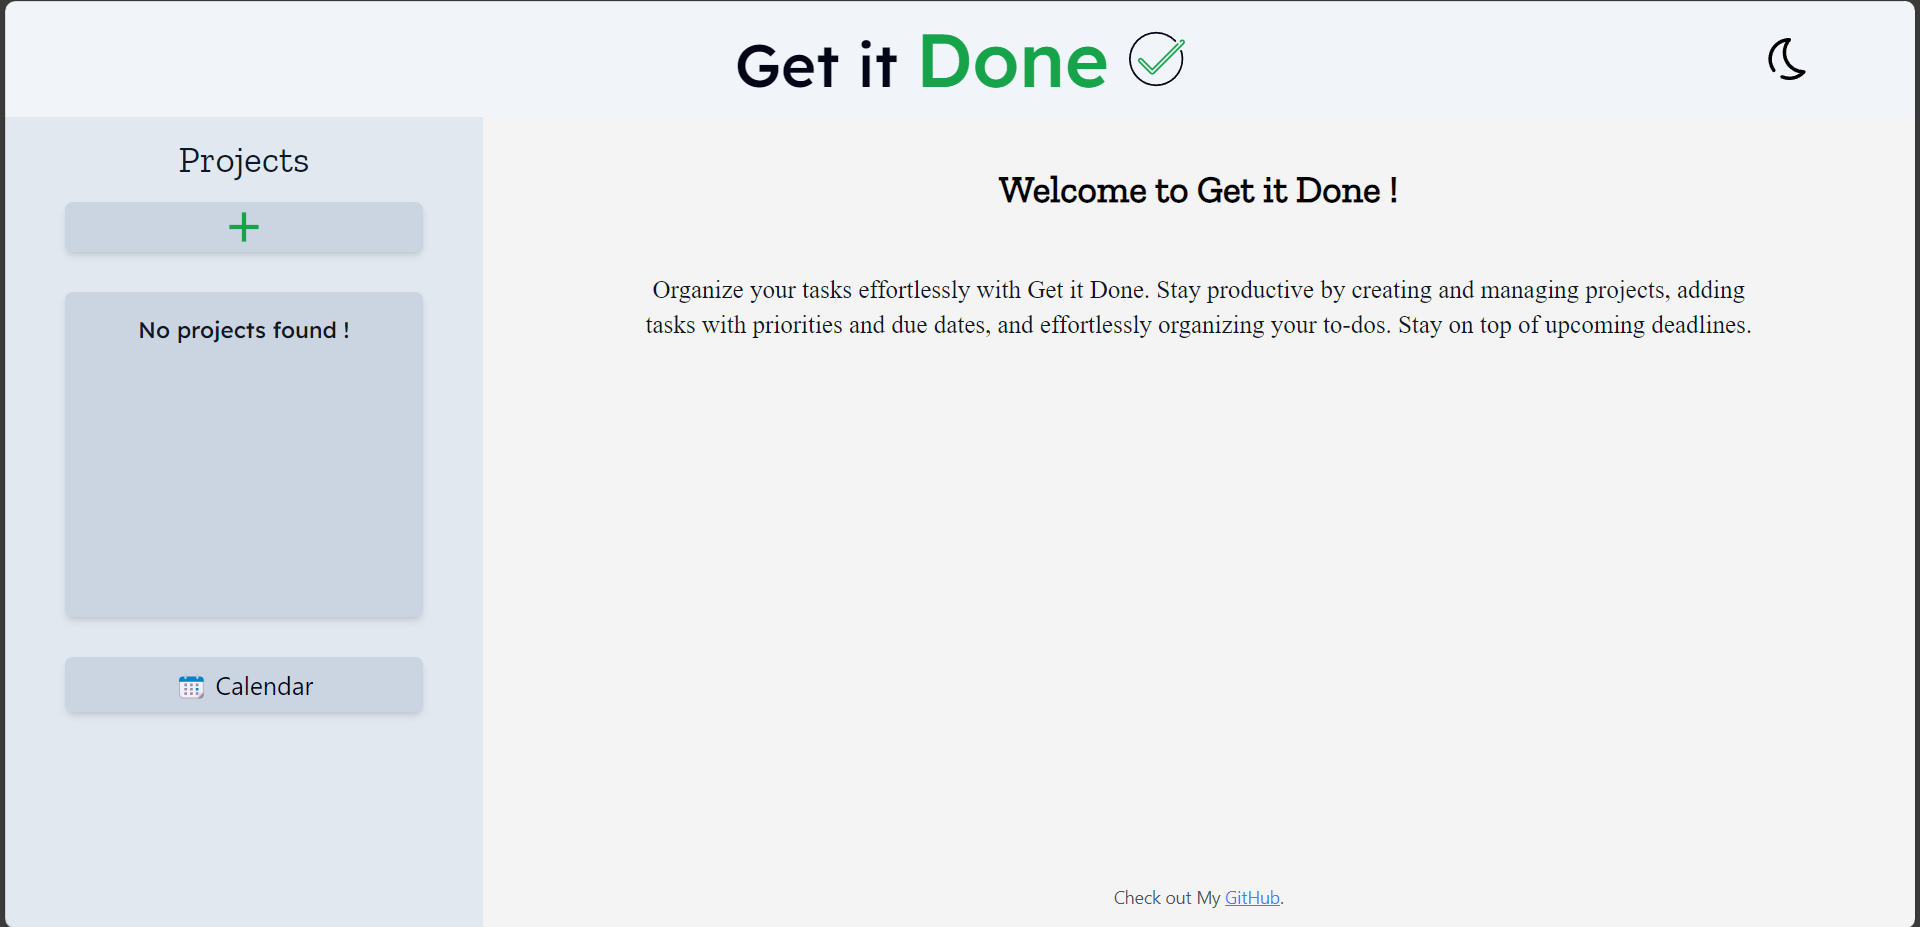 Get it Done
Projects
+
No projects found !
Calendar
Welcome to Get it Done !
Organize your tasks effortlessly with Get it Done. Stay productive by creating and managing projects, adding
tasks with priorities and due dates, and effortlessly organizing your to-dos. Stay on top of upcoming deadlines.
Check out My GitHub.